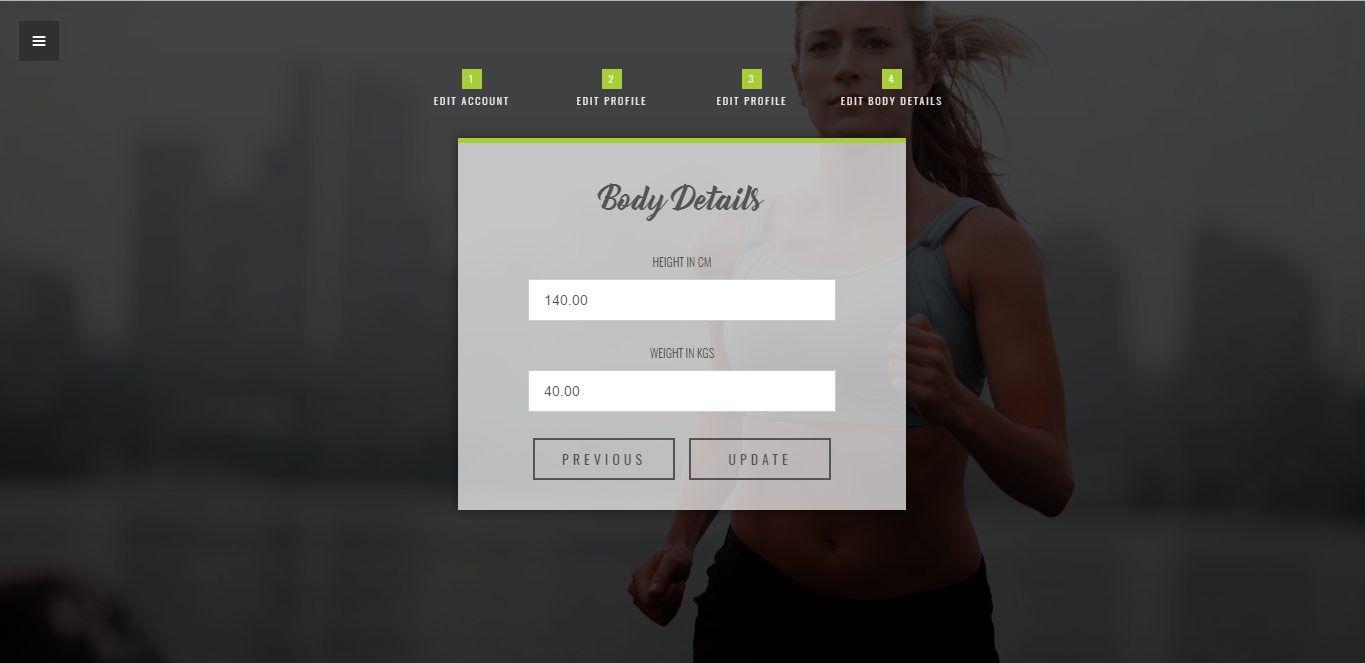 1 2 3 4
EDIT ACCOUNT EDIT PROFILE EDIT PROFILE EDIT BODY DETAILS
Body Details
HEIGHT IN CM
140.00
WEIGHT IN KGS
40.00
PREVIOUS UPDATE